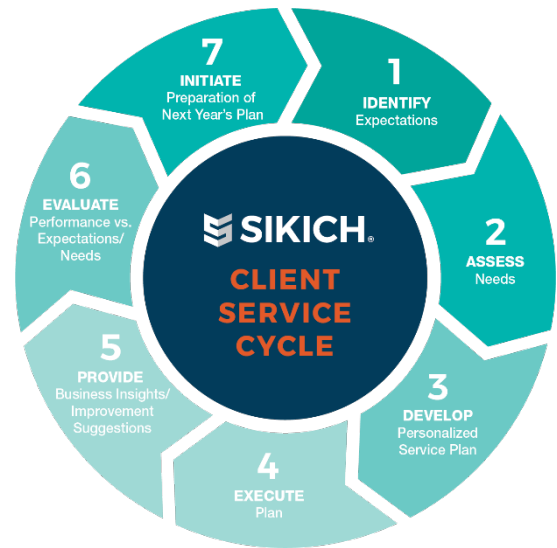 SIKICH®
CLIENT
SERVICE
CYCLE
1
IDENTIFY
Expectations
2
ASSESS
Needs
3
DEVELOP
Personalized
Service Plan
4
EXECUTE
Plan
5
PROVIDE
Business Insights/
Improvement
Suggestions
6
EVALUATE
Performance vs.
Expectations/
Needs
7
INITIATE
Preparation of
Next Year's Plan